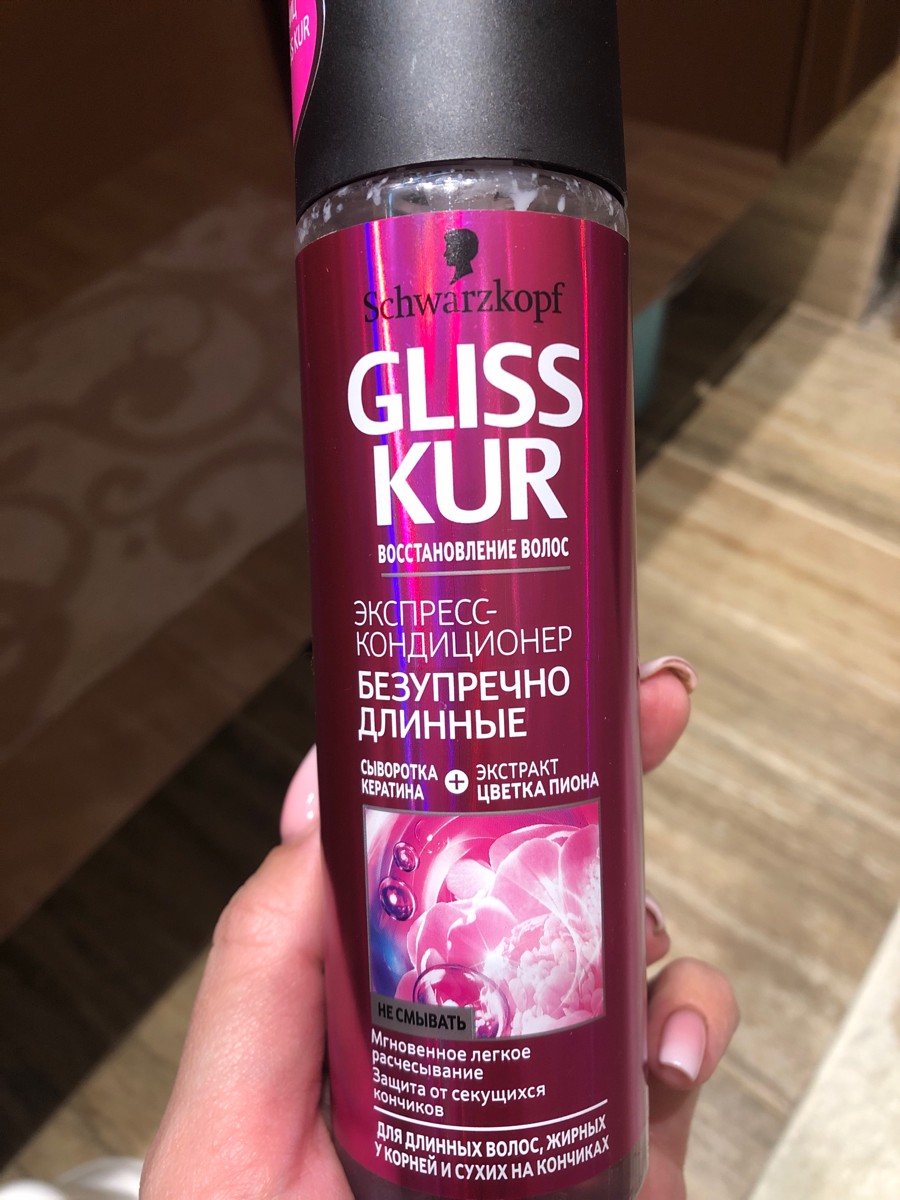 KUR
Schwarzkopf
GLISS
KUR
ВОССТАНОВЛЕНИЕ ВОЛОС
ЭКСПРЕСС-
КОНДИЦИОНЕР
БЕЗУПРЕЧНО
ДЛИННЫЕ
СЫВОРОТКА
КЕРАТИНА
+
ЭКСТРАКТ
ЦВЕТКА ПИОНА
НЕ СМЫВАТЬ
Мгновенное легкое
расчесывание
Защита от секущихся
кончиков
ДЛЯ ДЛИННЫХ ВОЛОС, ЖИРНЫХ
У КОРНЕЙ И СУХИХ НА КОНЧИКАХ